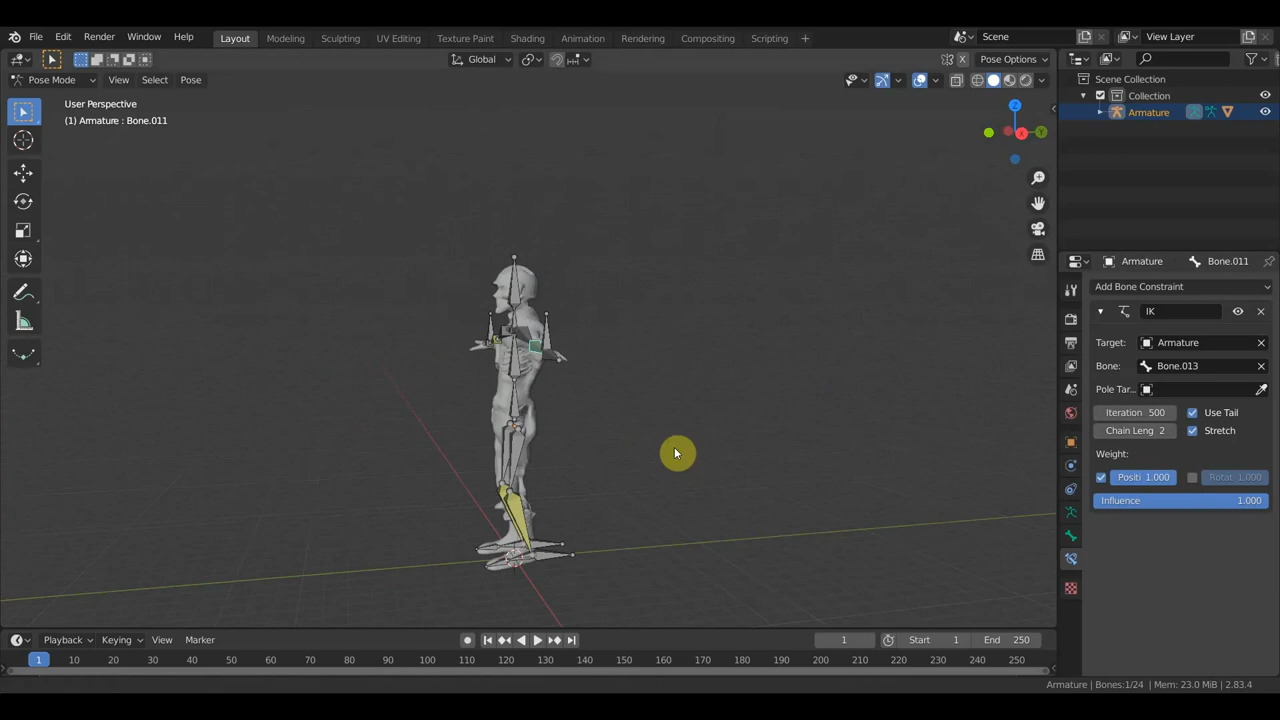 File Edit Render Window Help Layout Modeling Sculpting UV Editing Texture Paint Shading Animation Rendering Compositing Scripting + Scene View Layer
Global X Pose Options
Pose Mode View Select Pose
User Perspective
(1) Armature : Bone.011
Z
Y
X
Scene Collection
Collection
Armature
Armature Bone.011
Add Bone Constraint
IK
Target: Armature
Bone: Bone.013
Pole Tar..
Iteration 500 Use Tail
Chain Leng 2 Stretch
Weight:
Positi 1.000 Rotat 1.000
Influence 1.000
Playback Keying View Marker 1 Start 1 End 250
1 10 20 30 40 50 60 70 80 90 100 110 120 130 140 150 160 170 180 190 200 210 220 230 240 250
Armature | Bones:1/24 | Mem: 23.0 MiB | 2.83.4